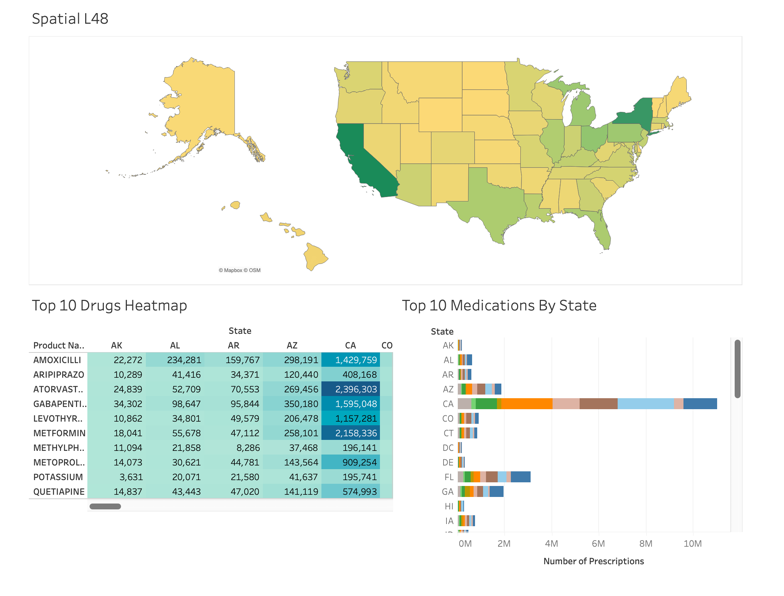 Spatial L48
© Mapbox © OSM
Top 10 Drugs Heatmap
State
Product Na.. AK AL AR AZ CA CO
AMOXICILLI 22,272 234,281 159,767 298,191 1,429,759
ARIPIPRAZO 10,289 41,416 34,371 120,440 408,168
ATORVAST.. 24,839 52,709 70,553 269,456 2,396,303
GABAPENTI.. 34,302 98,647 95,844 350,180 1,595,048
LEVOTHYR.. 10,862 34,801 49,579 206,478 1,157,281
METFORMIN 18,041 55,678 47,112 258,101 2,158,336
METHYLPH.. 11,094 21,858 8,286 37,468 196,141
METOPROL.. 14,073 30,621 44,781 143,564 909,254
POTASSIUM 3,631 20,071 21,580 41,637 195,741
QUETIAPINE 14,837 43,443 47,020 141,119 574,993
Top 10 Medications By State
State
AK
AL
AR
AZ
CA
CO
CT
DC
DE
FL
GA
HI
IA
0M 2M 4M 6M 8M 10M
Number of Prescriptions